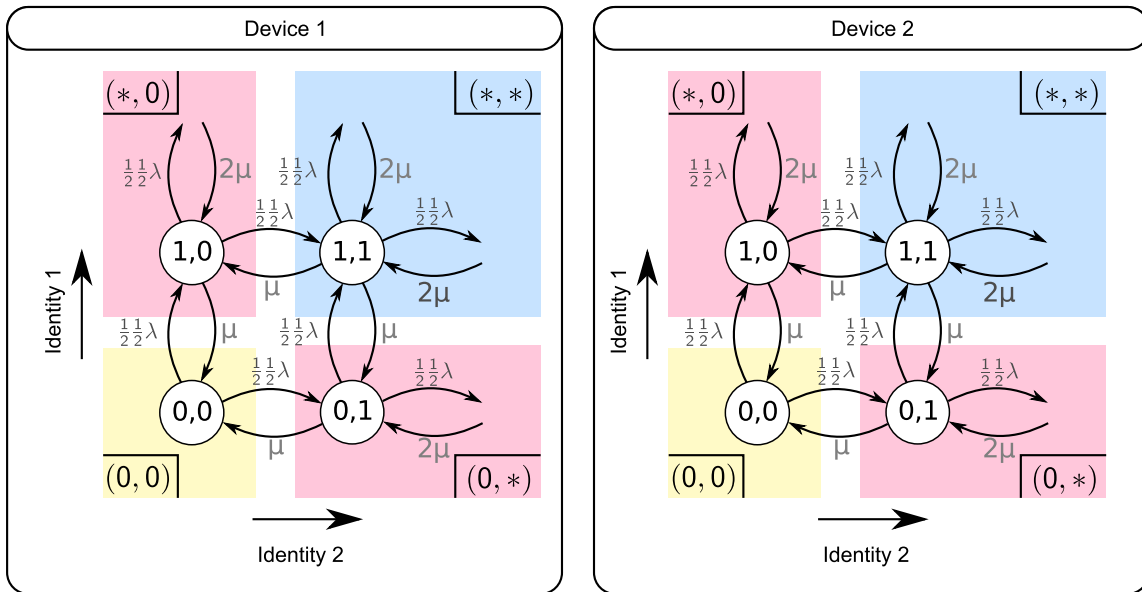 Device 1
(∗, 0)
(∗, ∗)
½½λ
2μ
½½λ
2μ
½½λ
½½λ
1,0
1,1
μ
2μ
Identity 1
½½λ
μ
½½λ
μ
½½λ
½½λ
0,0
0,1
μ
2μ
(0, 0)
(0, ∗)
Identity 2
Device 2
(∗, 0)
(∗, ∗)
½½λ
2μ
½½λ
2μ
½½λ
½½λ
1,0
1,1
μ
2μ
Identity 1
½½λ
μ
½½λ
μ
½½λ
½½λ
0,0
0,1
μ
2μ
(0, 0)
(0, ∗)
Identity 2